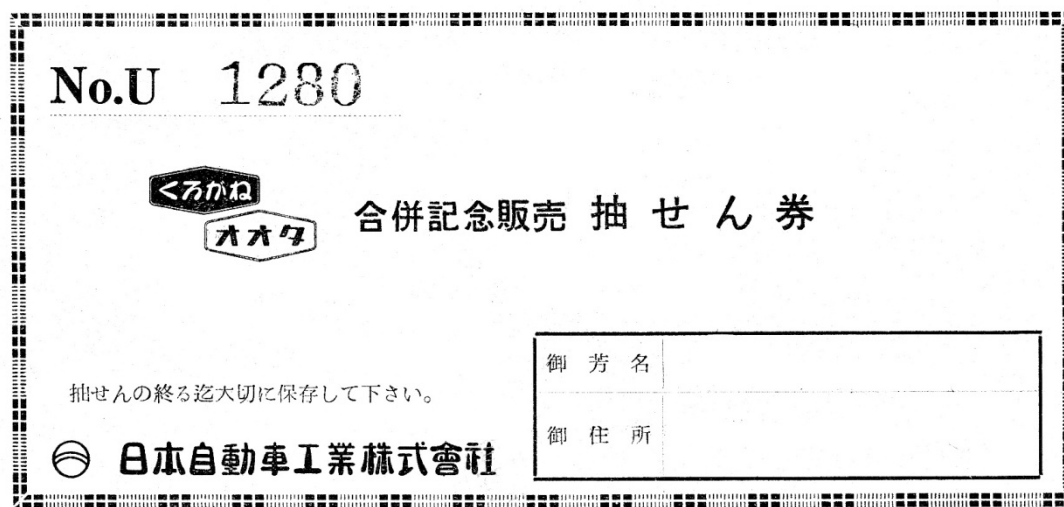 No.U 1280
くろがね
オオタ
合併記念販売 抽せん券
抽せんの終る迄大切に保存して下さい。
日本自動車工業株式會社
御芳名
御住所